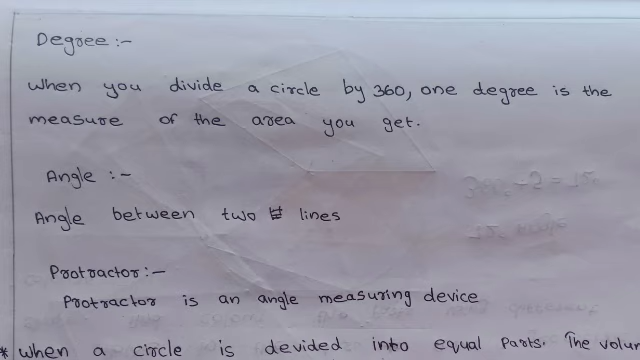 Degree :-
When you divide a circle by 360, one degree is the
measure of the area you get.
Angle :-
Angle between two lines
Protractor :-
Protractor is an angle measuring device
* When a circle is devided into equal parts. The volum